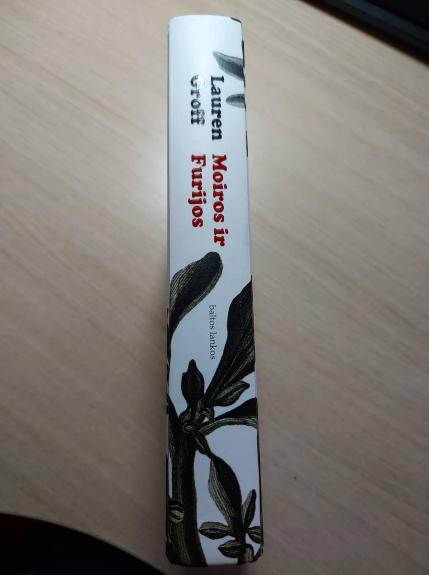 Lauren
Groff
Moiros ir
Furijos
baltos lankos